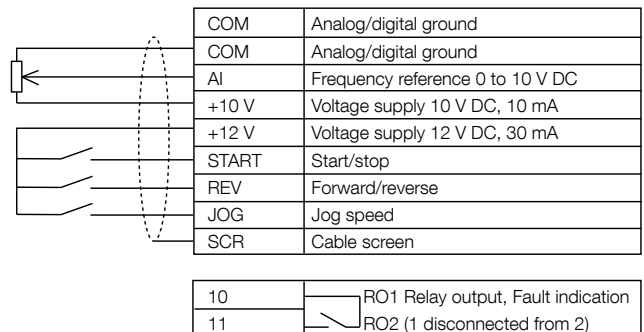 COM Analog/digital ground
COM Analog/digital ground
AI Frequency reference 0 to 10 V DC
+10 V Voltage supply 10 V DC, 10 mA
+12 V Voltage supply 12 V DC, 30 mA
START Start/stop
REV Forward/reverse
JOG Jog speed
SCR Cable screen
10 RO1 Relay output, Fault indication
11 RO2 (1 disconnected from 2)